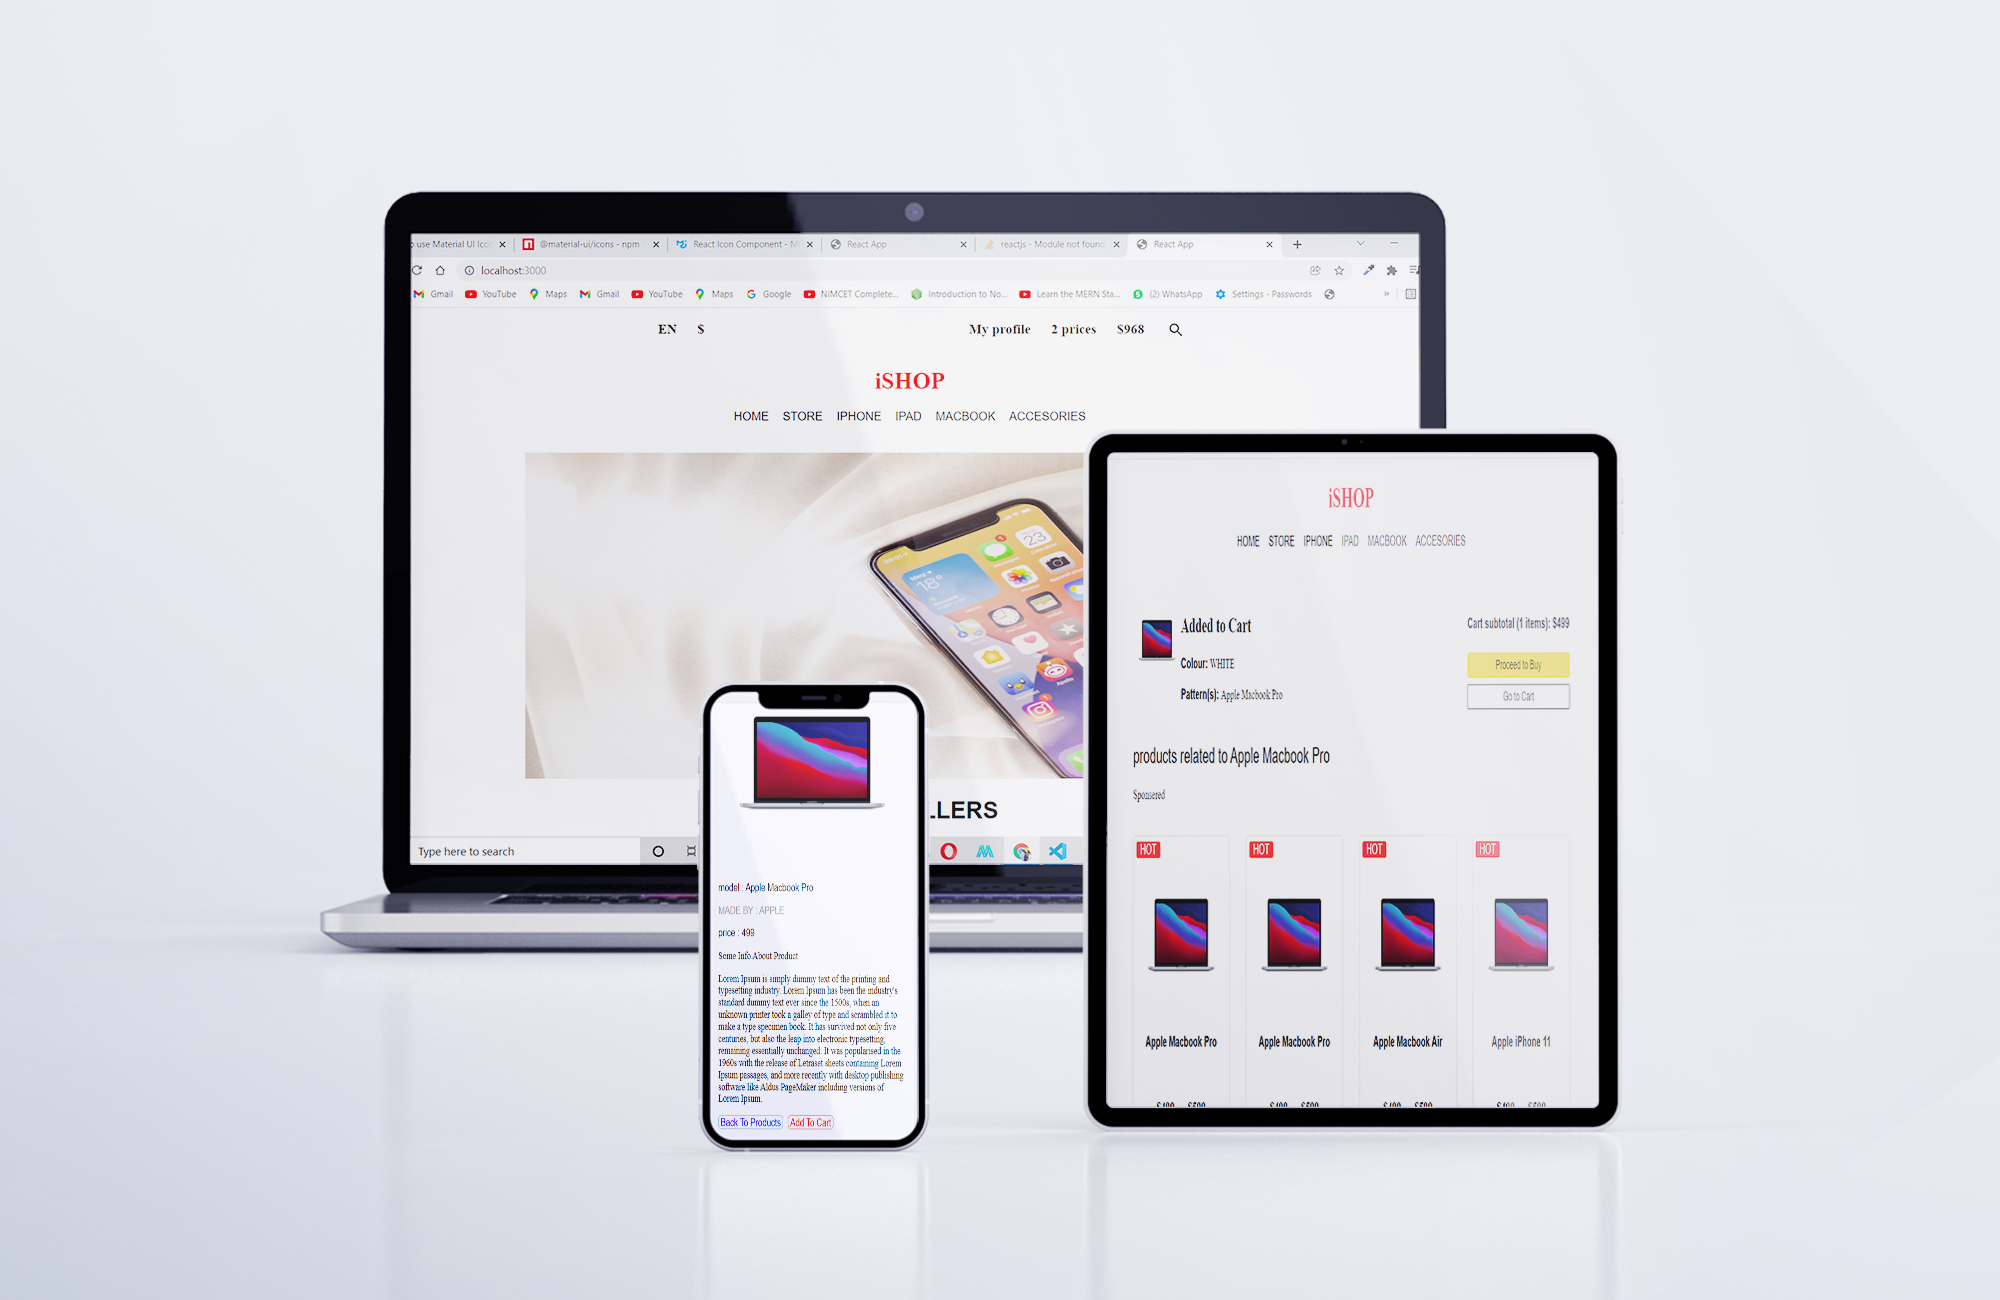 use Material UI Icon
@material-ui/icons - npm
React Icon Component - M
React App
reactjs - Module not found
React App
localhost:3000
Gmail YouTube Maps Gmail YouTube Maps Google NIMCET Complete... Introduction to No... Learn the MERN Sta... (2) WhatsApp Settings - Passwords »
EN $ My profile 2 prices $968
iSHOP
HOME STORE IPHONE IPAD MACBOOK ACCESORIES
18°
23
LLERS
Type here to search
model : Apple Macbook Pro
MADE BY : APPLE
price : 499
Some Info About Product
Lorem Ipsum is simply dummy text of the printing and
typesetting industry. Lorem Ipsum has been the industry's
standard dummy text ever since the 1500s, when an
unknown printer took a galley of type and scrambled it to
make a type specimen book. It has survived not only five
centuries, but also the leap into electronic typesetting,
remaining essentially unchanged. It was popularised in the
1960s with the release of Letraset sheets containing Lorem
Ipsum passages, and more recently with desktop publishing
software like Aldus PageMaker including versions of
Lorem Ipsum.
Back To Products Add To Cart
iSHOP
HOME STORE IPHONE IPAD MACBOOK ACCESORIES
Added to Cart
Colour: WHITE
Pattern(s): Apple Macbook Pro
Cart subtotal (1 items): $499
Proceed to Buy
Go to Cart
products related to Apple Macbook Pro
Sponsered
HOT HOT HOT HOT
Apple Macbook Pro Apple Macbook Pro Apple Macbook Air Apple iPhone 11
$499 $599 $499 $599 $499 $599 $499 $599